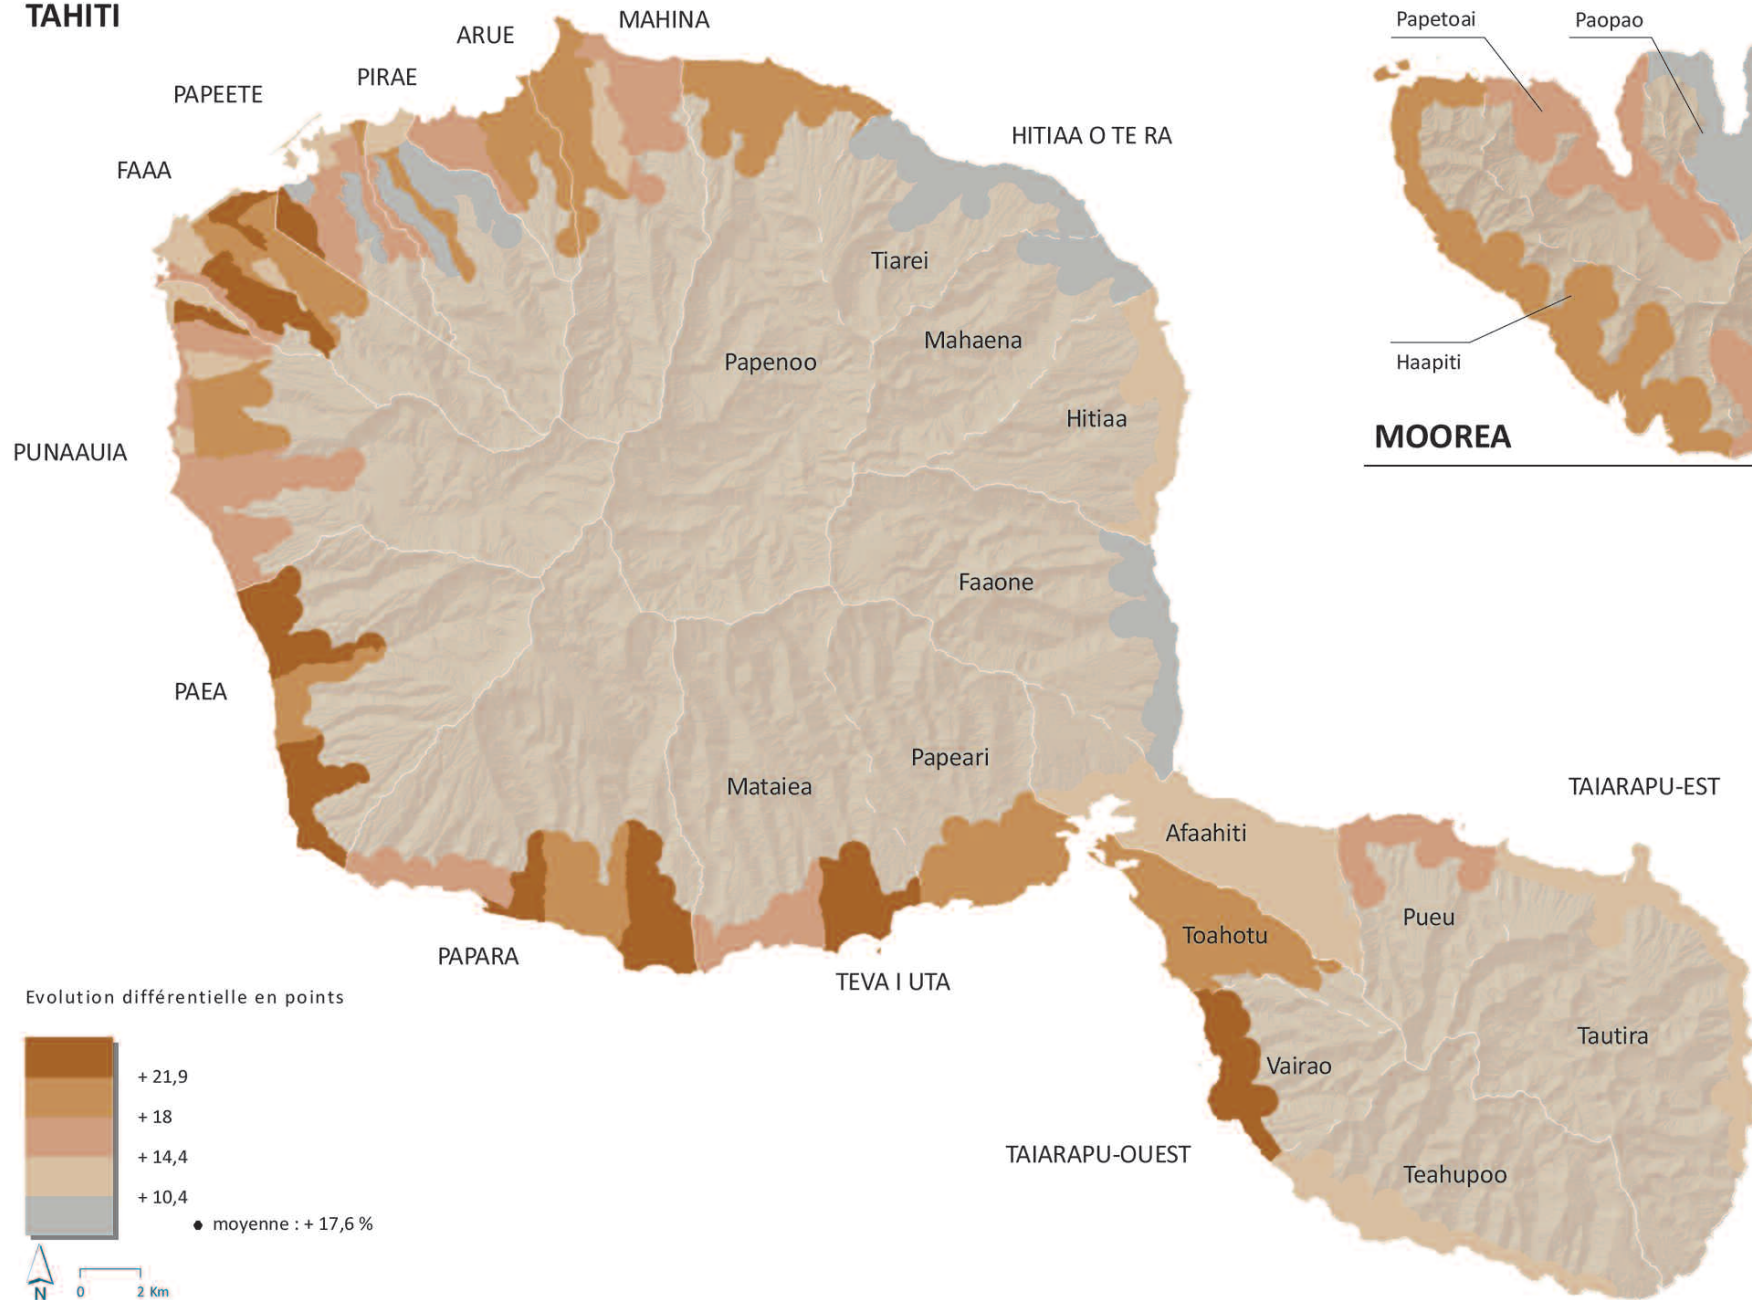 TAHITI
MAHINA
ARUE
PIRAE
PAPEETE
FAAA
HITIAA O TE RA
Papetoai
Paopao
Haapiti
MOOREA
Tiarei
Mahaena
Papenoo
Hitiaa
PUNAAUIA
Faaone
PAEA
Papeari
Mataiea
TAIARAPU-EST
Afaahiti
Pueu
Toahotu
PAPARA
TEVA I UTA
Tautira
Vairao
TAIARAPU-OUEST
Teahupoo
Evolution différentielle en points
+ 21,9
+ 18
+ 14,4
+ 10,4
● moyenne : + 17,6 %
N
0 2 Km